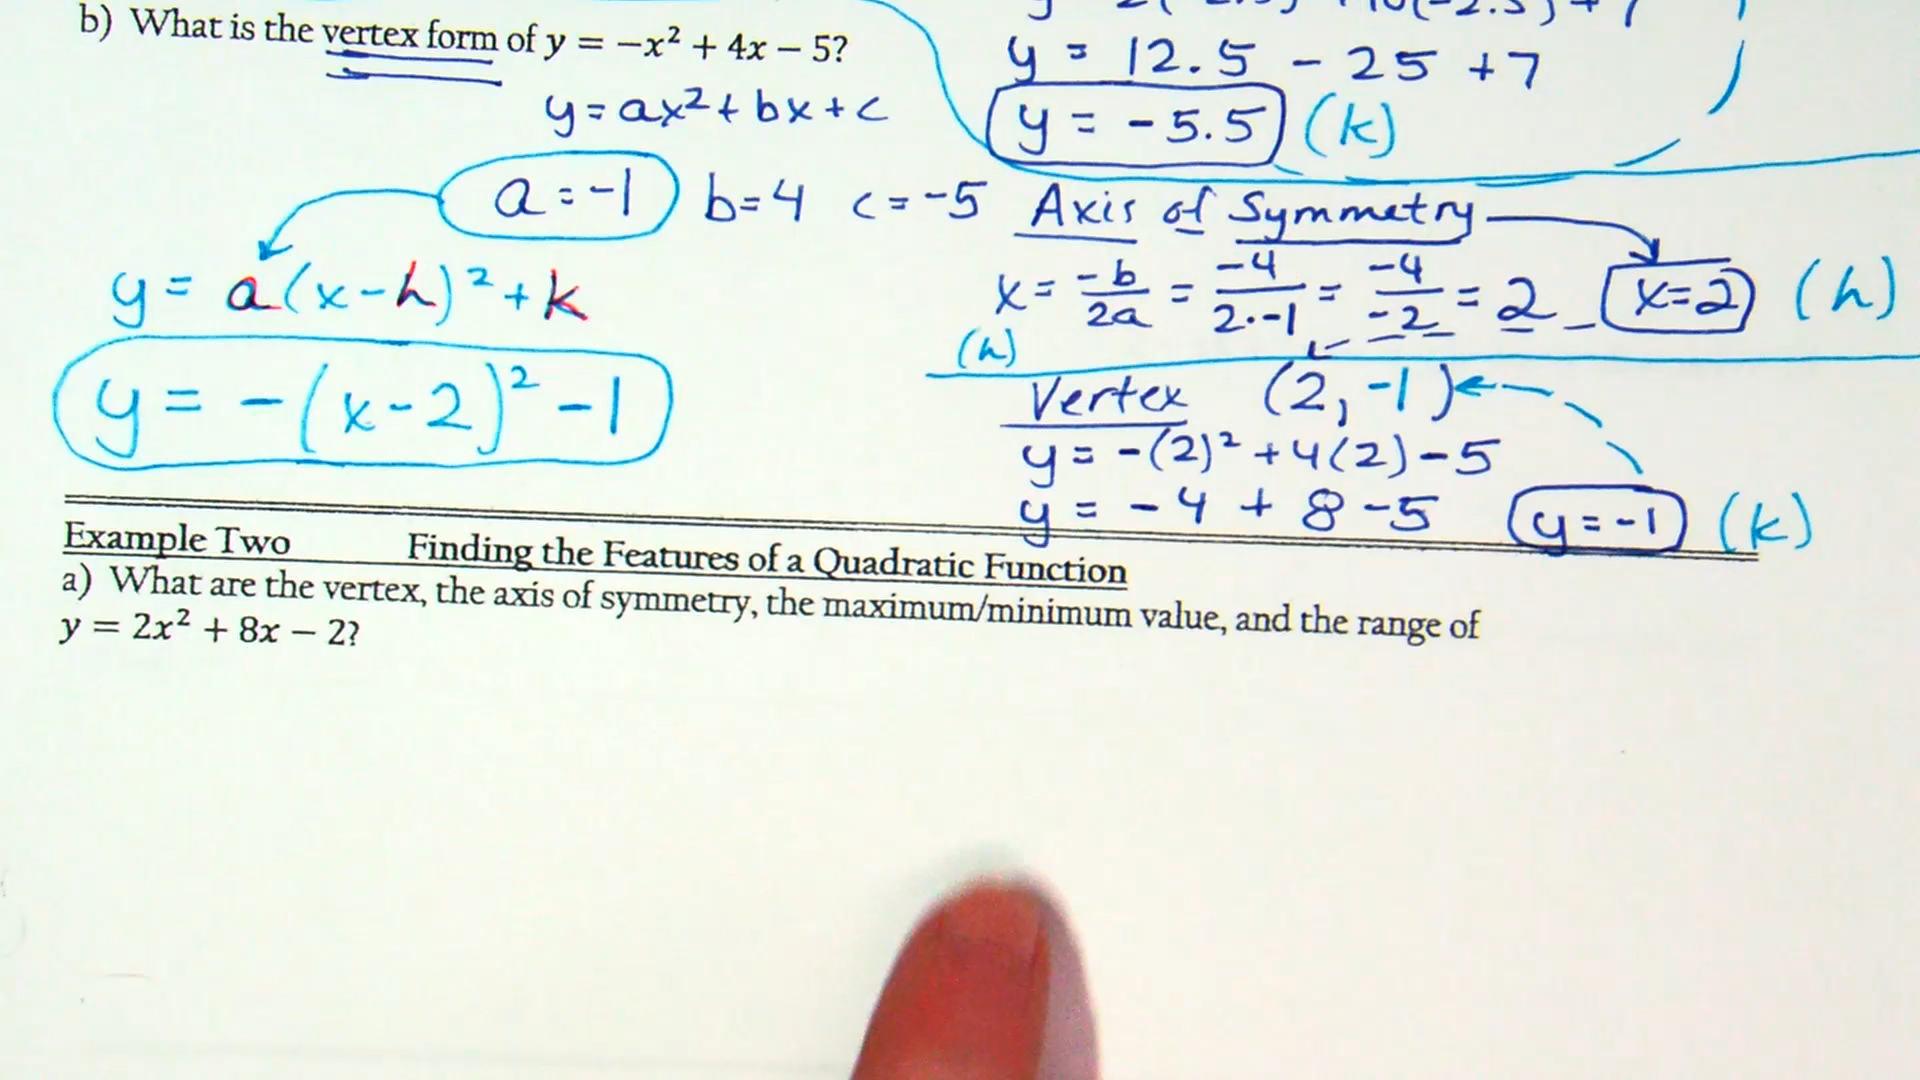 b) What is the vertex form of y = −x² + 4x − 5?
y = ax² + bx + c
a = -1 b = 4 c = -5
y = a(x-h)² + k
y = -(x-2)² - 1
y = 12.5 - 25 + 7
y = -5.5 (k)
Axis of Symmetry
x = -b/2a = -4/2·-1 = -4/-2 = 2 x=2 (h)
(h)
Vertex (2, -1)
y = -(2)² + 4(2) - 5
y = -4 + 8 - 5 y = -1 (k)
Example Two Finding the Features of a Quadratic Function
a) What are the vertex, the axis of symmetry, the maximum/minimum value, and the range of
y = 2x² + 8x − 2?